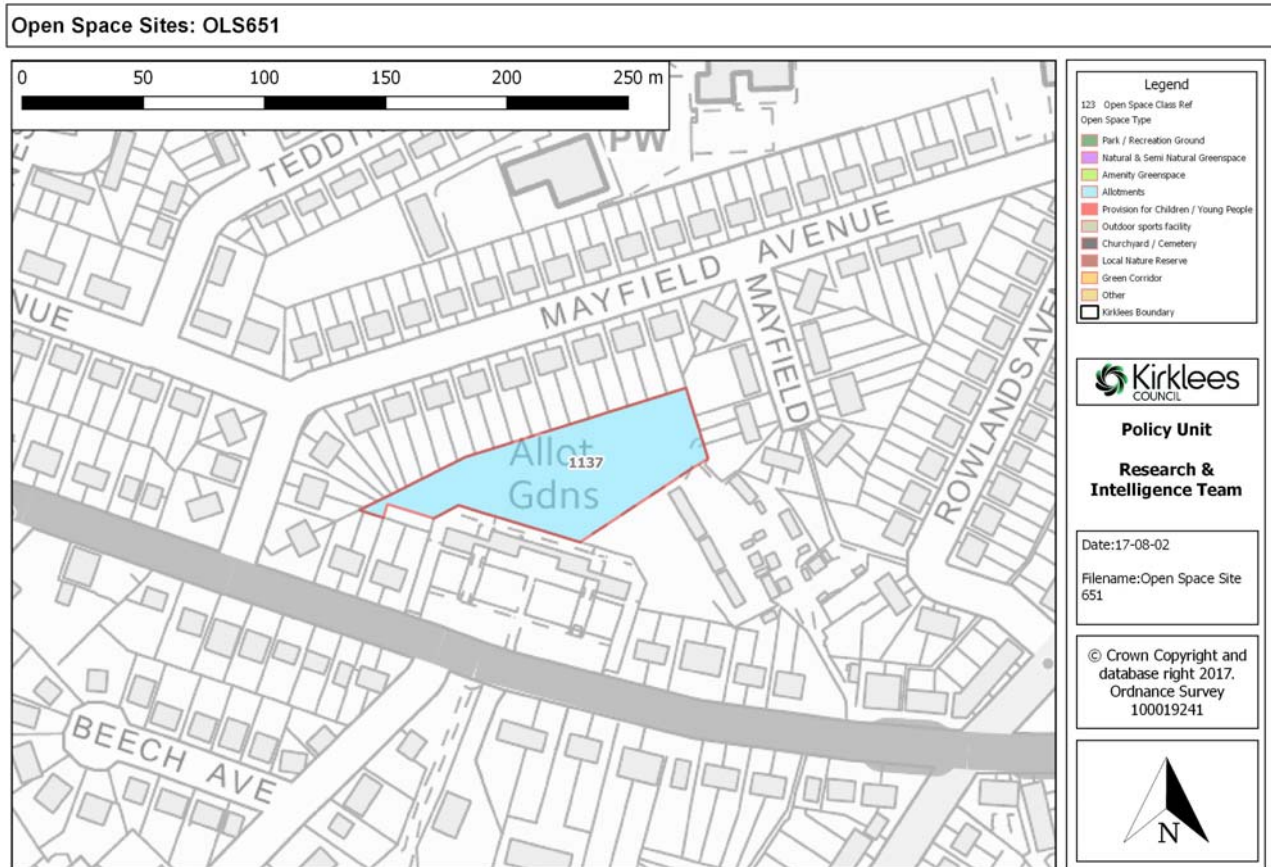 Open Space Sites: OLS651
0 50 100 150 200 250 m
PW
NUE
MAYFIELD AVENUE
MAYFIELD
ROWLANDS AVEN
Allot
1137
Gdns
BEECH AVE
Legend
123 Open Space Class Ref
Open Space Type
Park / Recreation Ground
Natural & Semi Natural Greenspace
Amenity Greenspace
Allotments
Provision for Children / Young People
Outdoor sports facility
Churchyard / Cemetery
Local Nature Reserve
Green Corridor
Other
Kirklees Boundary
Kirklees
COUNCIL
Policy Unit
Research &
Intelligence Team
Date:17-08-02
Filename:Open Space Site
651
© Crown Copyright and
database right 2017.
Ordnance Survey
100019241
N